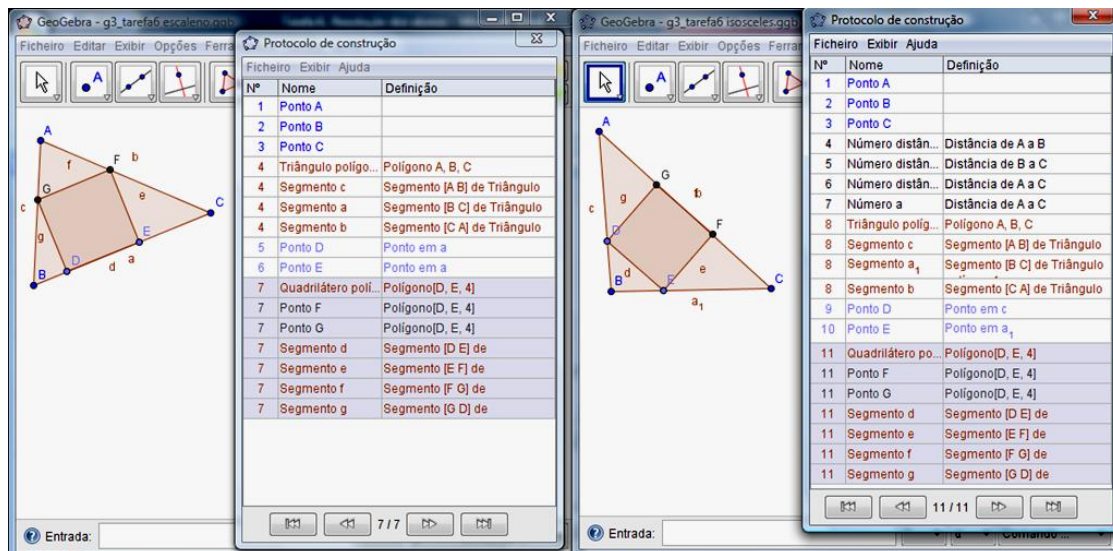 GeoGebra - g3_tarefa6 escaleno.ggb
Ficheiro Editar Exibir Opções Ferra
A
f
F
b
G
e
c
C
g
E
D
a
B
d
Entrada:
Protocolo de construção
Ficheiro Exibir Ajuda
Nº Nome Definição
1 Ponto A
2 Ponto B
3 Ponto C
4 Triângulo polígo... Polígono A, B, C
4 Segmento c Segmento [A B] de Triângulo
4 Segmento a Segmento [B C] de Triângulo
4 Segmento b Segmento [C A] de Triângulo
5 Ponto D Ponto em a
6 Ponto E Ponto em a
7 Quadrilátero polí... Polígono[D, E, 4]
7 Ponto F Polígono[D, E, 4]
7 Ponto G Polígono[D, E, 4]
7 Segmento d Segmento [D E] de
7 Segmento e Segmento [E F] de
7 Segmento f Segmento [F G] de
7 Segmento g Segmento [G D] de
7 / 7
GeoGebra - g3_tarefa6 isosceles.ggb
Ficheiro Editar Exibir Opções Ferrar
A
G
g
c
F
D
d
e
B
E
C
a1
Entrada:
Comando ...
Protocolo de construção
Ficheiro Exibir Ajuda
Nº Nome Definição
1 Ponto A
2 Ponto B
3 Ponto C
4 Número distân... Distância de A a B
5 Número distân... Distância de B a C
6 Número distân... Distância de A a C
7 Número a Distância de A a C
8 Triângulo políg... Polígono A, B, C
8 Segmento c Segmento [A B] de Triângulo
8 Segmento a1 Segmento [B C] de Triângulo
8 Segmento b Segmento [C A] de Triângulo
9 Ponto D Ponto em c
10 Ponto E Ponto em a1
11 Quadrilátero po... Polígono[D, E, 4]
11 Ponto F Polígono[D, E, 4]
11 Ponto G Polígono[D, E, 4]
11 Segmento d Segmento [D E] de
11 Segmento e Segmento [E F] de
11 Segmento f Segmento [F G] de
11 Segmento g Segmento [G D] de
11 / 11